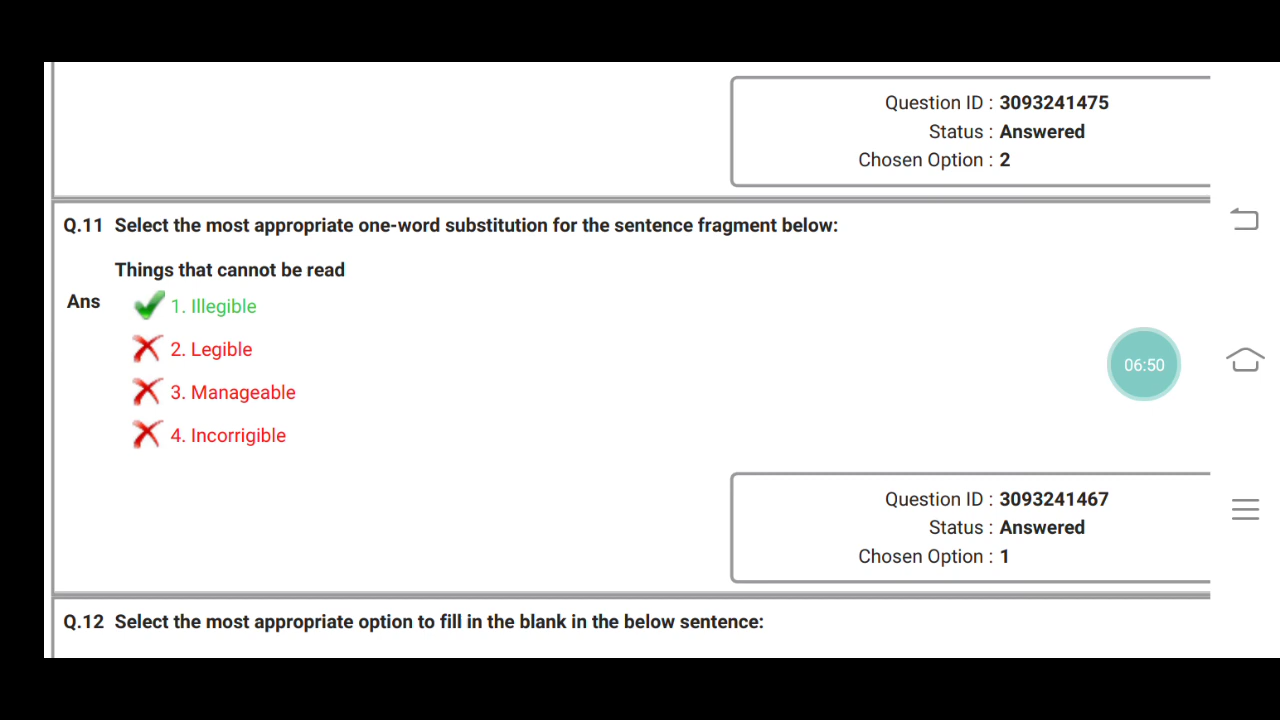 Question ID : 3093241475
Status : Answered
Chosen Option : 2
Q.11 Select the most appropriate one-word substitution for the sentence fragment below:
Things that cannot be read
Ans 1. Illegible
2. Legible
3. Manageable
4. Incorrigible
06:50
Question ID : 3093241467
Status : Answered
Chosen Option : 1
Q.12 Select the most appropriate option to fill in the blank in the below sentence: